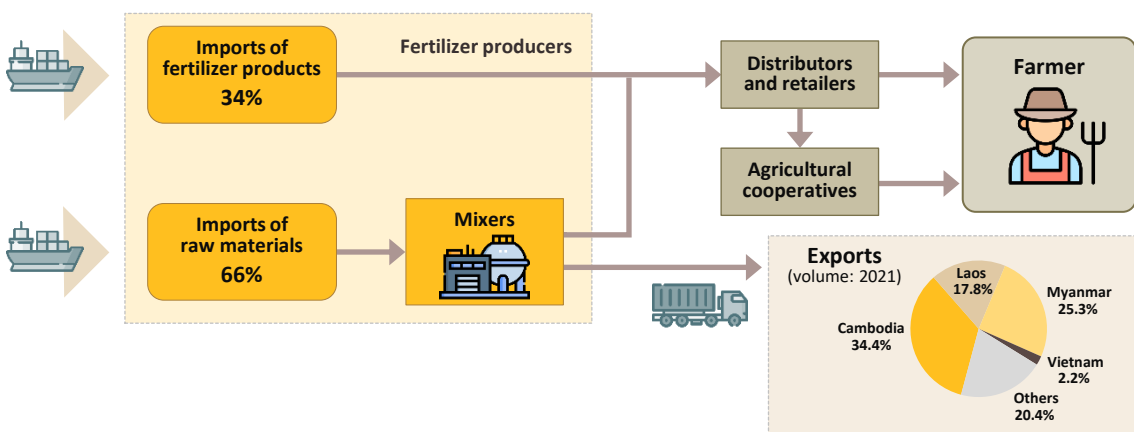 Imports of
fertilizer products
34%
Fertilizer producers
Distributors
and retailers
Farmer
Agricultural
cooperatives
Imports of
raw materials
66%
Mixers
Exports
(volume: 2021)
Laos
17.8%
Myanmar
25.3%
Cambodia
34.4%
Vietnam
2.2%
Others
20.4%